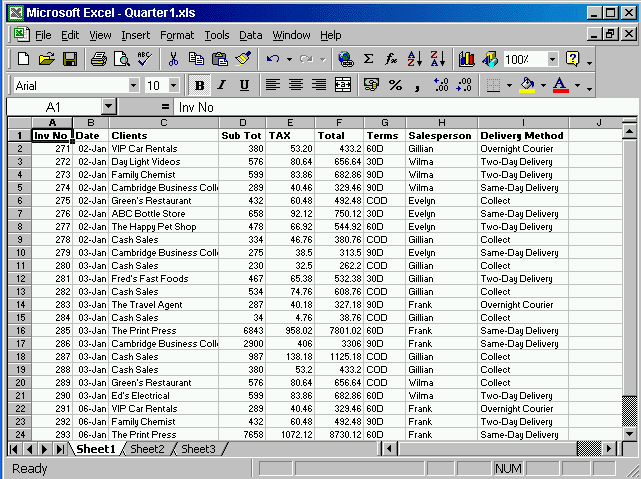 Microsoft Excel - Quarter1.xls
File Edit View Insert Format Tools Data Window Help
100%
Arial 10 B I U
A1 = Inv No
A B C D E F G H I J
1 Inv No Date Clients Sub Tot TAX Total Terms Salesperson Delivery Method
2 271 02-Jan VIP Car Rentals 380 53.20 433.2 60D Gillian Overnight Courier
3 272 02-Jan Day Light Videos 576 80.64 656.64 30D Wilma Two-Day Delivery
4 273 02-Jan Family Chemist 599 83.86 682.86 90D Wilma Two-Day Delivery
5 274 02-Jan Cambridge Business Coll 289 40.46 329.46 90D Wilma Same-Day Delivery
6 275 02-Jan Green's Restaurant 432 60.48 492.48 COD Evelyn Collect
7 276 02-Jan ABC Bottle Store 658 92.12 750.12 30D Evelyn Two-Day Delivery
8 277 02-Jan The Happy Pet Shop 478 66.92 544.92 60D Evelyn Two-Day Delivery
9 278 02-Jan Cash Sales 334 46.76 380.76 COD Gillian Collect
10 279 03-Jan Cambridge Business Coll 275 38.5 313.5 90D Evelyn Same-Day Delivery
11 280 03-Jan Cash Sales 230 32.5 262.2 COD Gillian Collect
12 281 03-Jan Fred's Fast Foods 467 65.38 532.38 30D Gillian Two-Day Delivery
13 282 03-Jan Cash Sales 534 74.76 608.76 COD Gillian Collect
14 283 03-Jan The Travel Agent 287 40.18 327.18 90D Frank Overnight Courier
15 284 03-Jan Cash Sales 34 4.76 38.76 COD Gillian Collect
16 285 03-Jan The Print Press 6843 958.02 7801.02 60D Frank Same-Day Delivery
17 286 03-Jan Cambridge Business Coll 2900 406 3306 90D Frank Same-Day Delivery
18 287 03-Jan Cash Sales 987 138.18 1125.18 COD Gillian Collect
19 288 03-Jan Cash Sales 380 53.2 433.2 COD Gillian Collect
20 289 03-Jan Green's Restaurant 576 80.64 656.64 COD Wilma Collect
21 290 03-Jan Ed's Electrical 599 83.86 682.86 60D Wilma Two-Day Delivery
22 291 06-Jan VIP Car Rentals 289 40.46 329.46 60D Frank Overnight Courier
23 292 06-Jan Family Chemist 432 60.48 492.48 90D Frank Two-Day Delivery
24 293 06-Jan The Print Press 7658 1072.12 8730.12 60D Frank Same-Day Delivery
Sheet1 Sheet2 Sheet3
Ready NUM